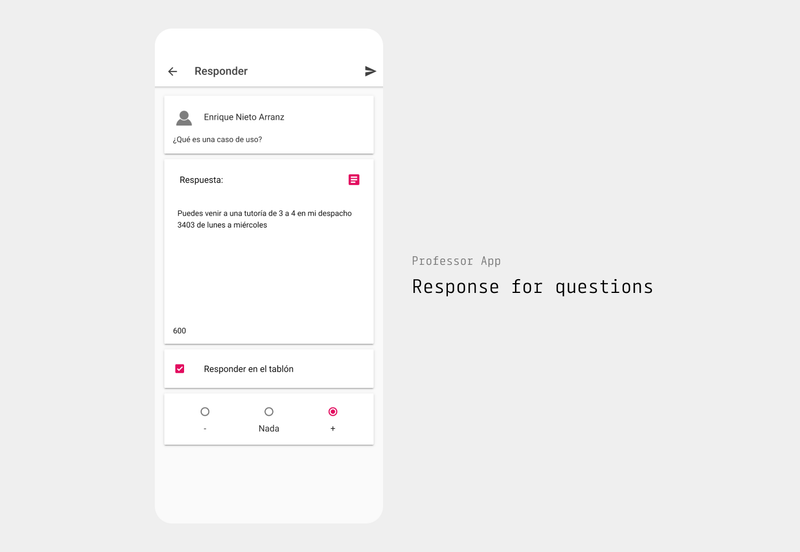 Responder
Enrique Nieto Arranz
¿Qué es una caso de uso?
Respuesta:
Puedes venir a una tutoría de 3 a 4 en mi despacho
3403 de lunes a miércoles
600
Responder en el tablón
- Nada +
Professor App
Response for questions